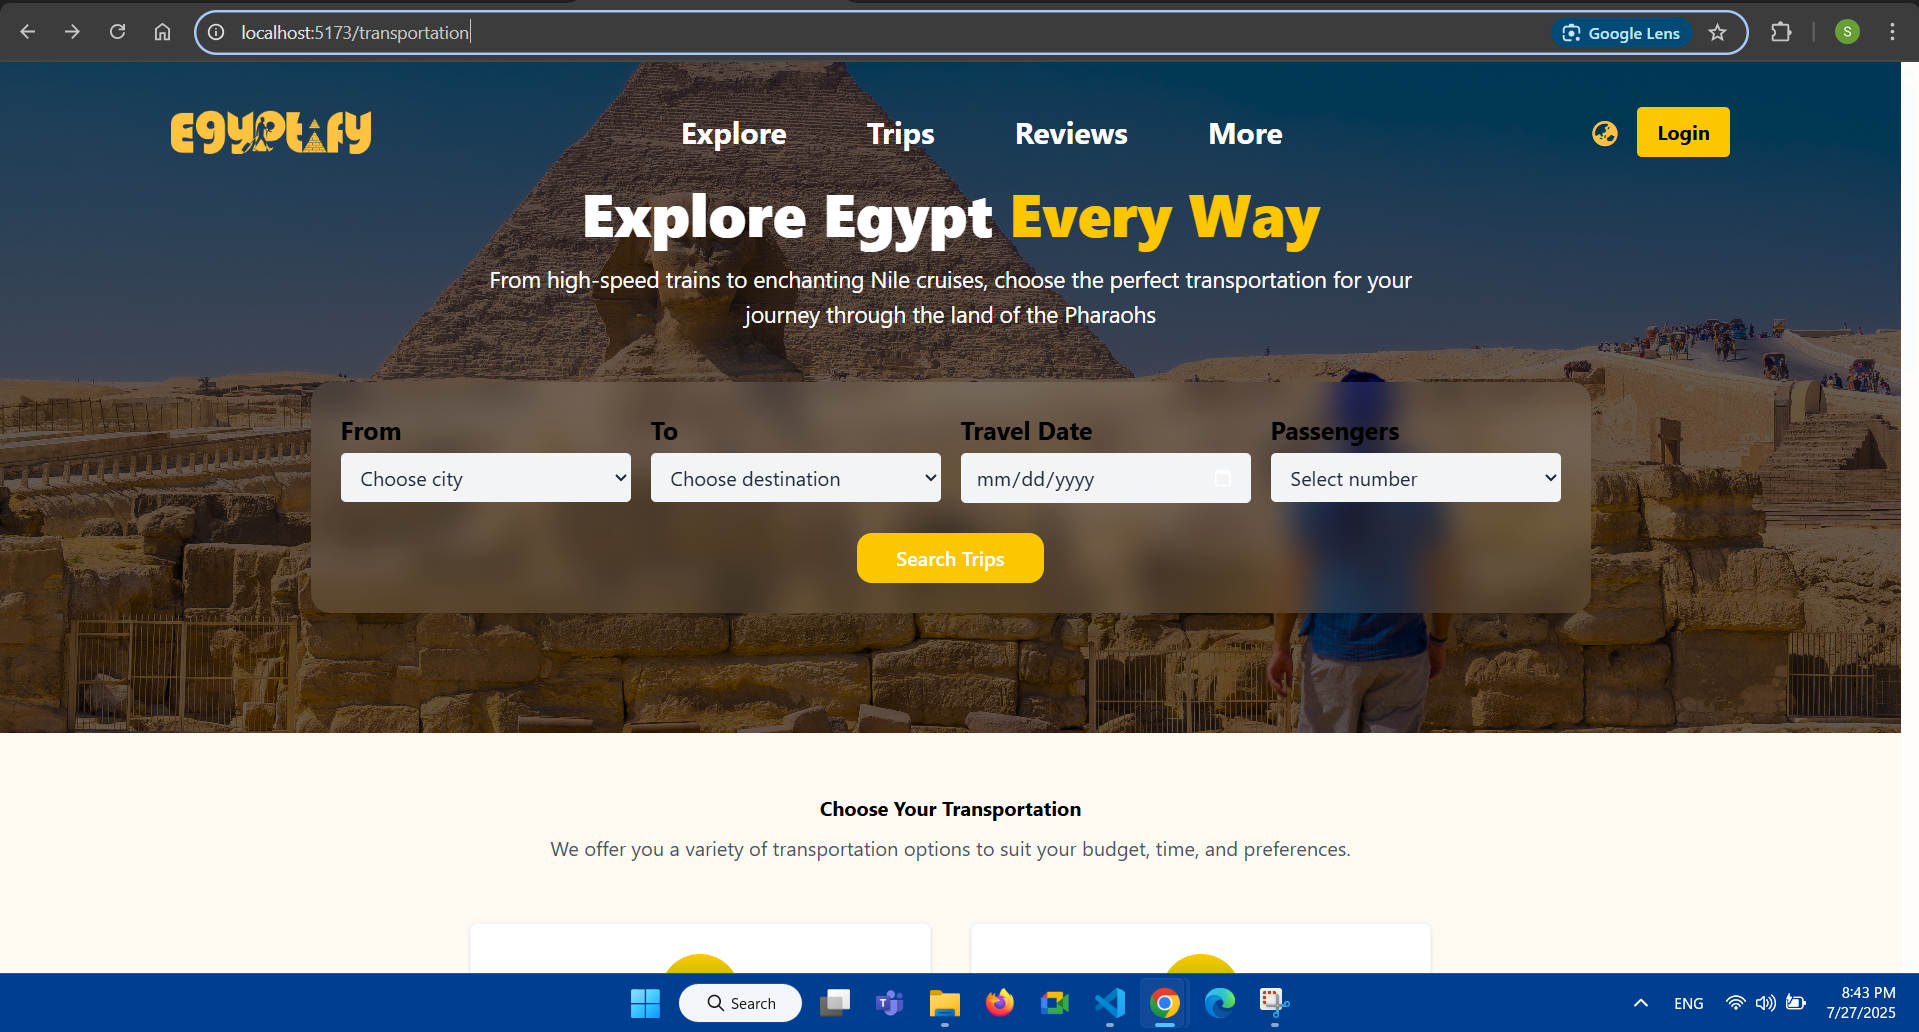 localhost:5173/transportation
Google Lens
S
Egyptify
Explore
Trips
Reviews
More
Login
Explore Egypt Every Way
From high-speed trains to enchanting Nile cruises, choose the perfect transportation for your
journey through the land of the Pharaohs
From
To
Travel Date
Passengers
Choose city
Choose destination
mm/dd/yyyy
Select number
Search Trips
Choose Your Transportation
We offer you a variety of transportation options to suit your budget, time, and preferences.
Search
T
ENG
8:43 PM
7/27/2025